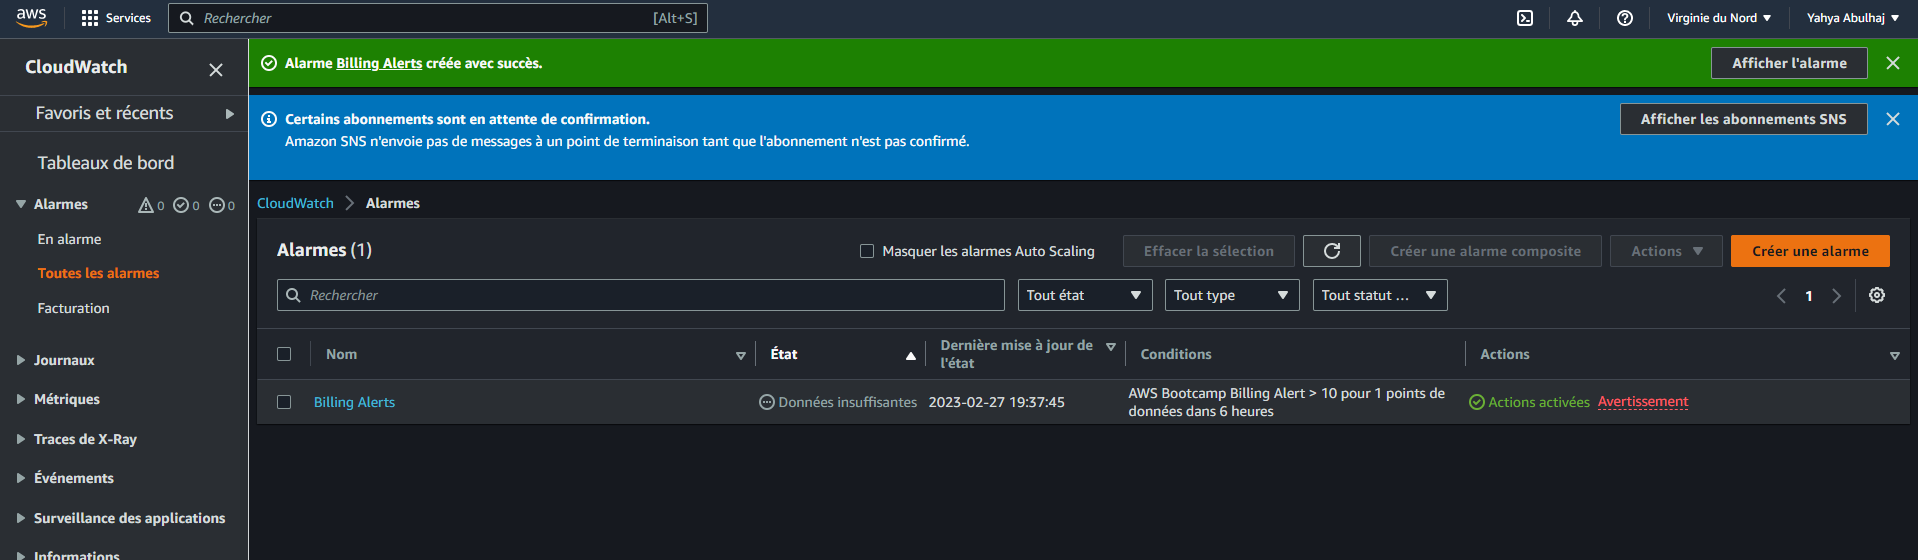 aws
Services
Rechercher [Alt+S]
Virginie du Nord
Yahya Abulhaj
CloudWatch
Favoris et récents
Tableaux de bord
Alarmes 0 0 0
En alarme
Toutes les alarmes
Facturation
Journaux
Métriques
Traces de X-Ray
Événements
Surveillance des applications
Informations
Alarme Billing Alerts créée avec succès.
Afficher l'alarme
Certains abonnements sont en attente de confirmation.
Amazon SNS n'envoie pas de messages à un point de terminaison tant que l'abonnement n'est pas confirmé.
Afficher les abonnements SNS
CloudWatch Alarmes
Alarmes (1)
Masquer les alarmes Auto Scaling
Effacer la sélection
Créer une alarme composite
Actions
Créer une alarme
Rechercher
Tout état
Tout type
Tout statut ...
1
Nom
État
Dernière mise à jour de
l'état
Conditions
Actions
Billing Alerts
Données insuffisantes
2023-02-27 19:37:45
AWS Bootcamp Billing Alert > 10 pour 1 points de
données dans 6 heures
Actions activées
Avertissement